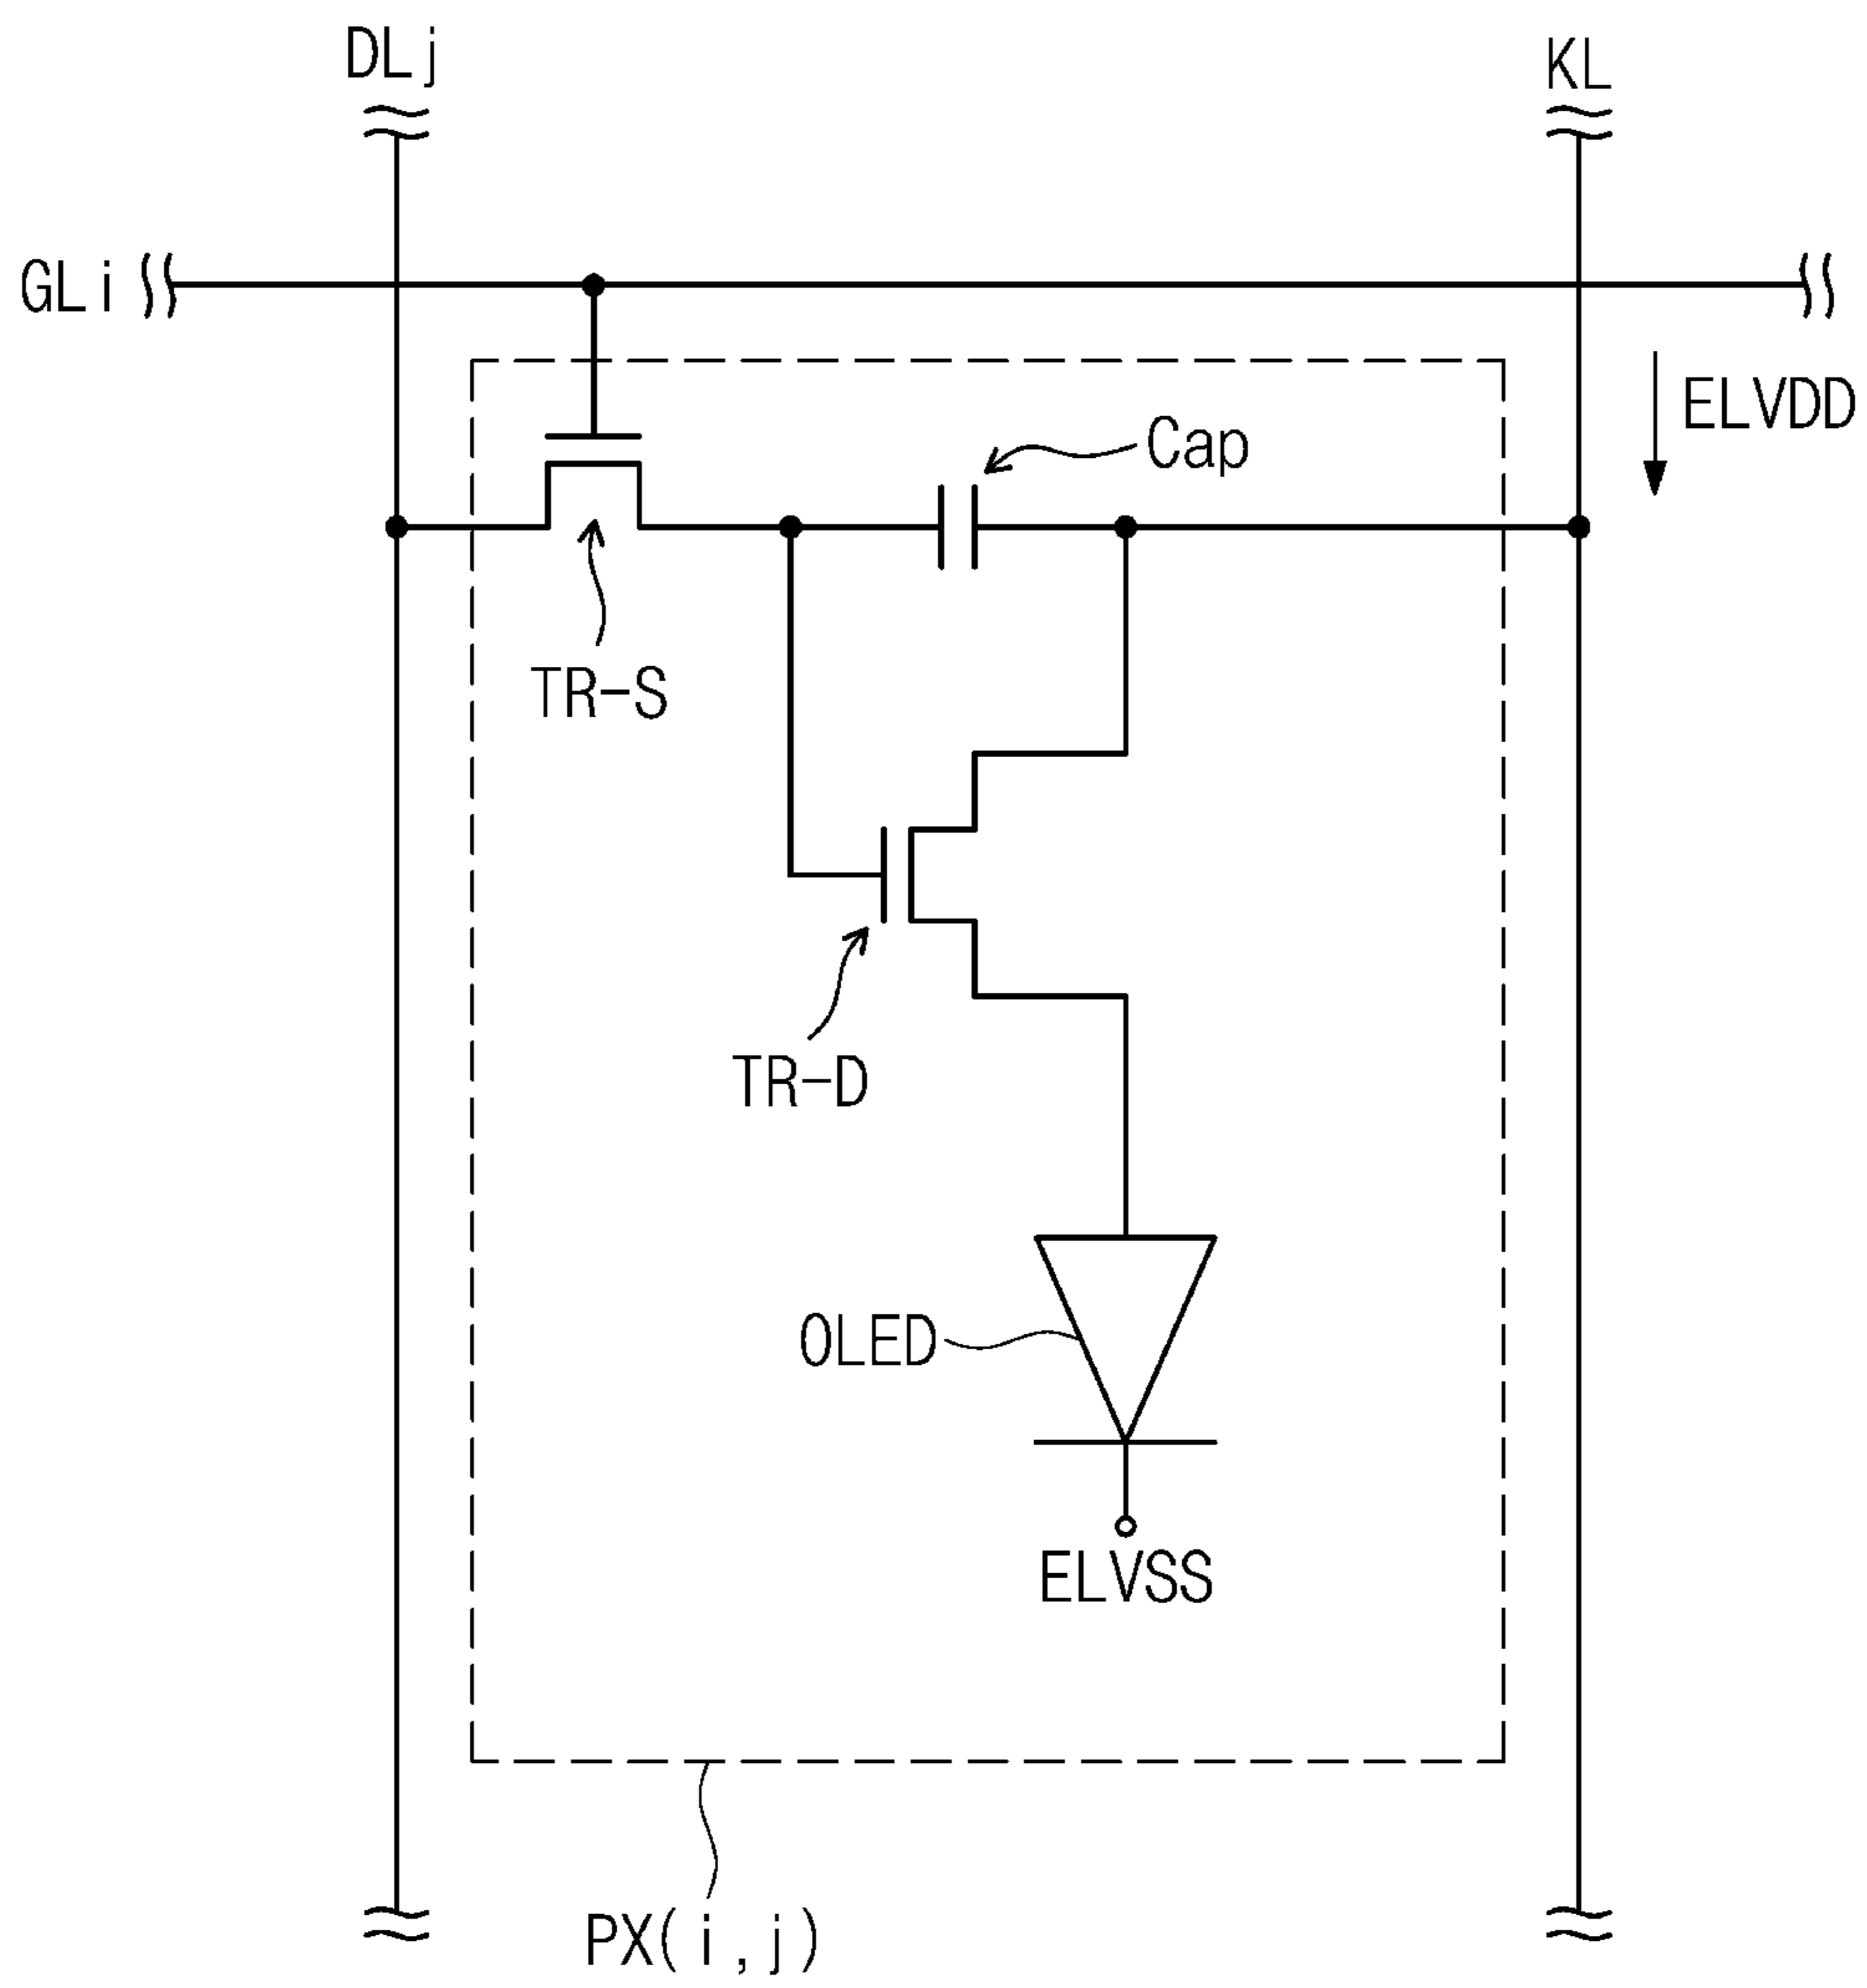 DLj
KL
GLi
ELVDD
Cap
TR-S
TR-D
OLED
ELVSS
PX(i,j)